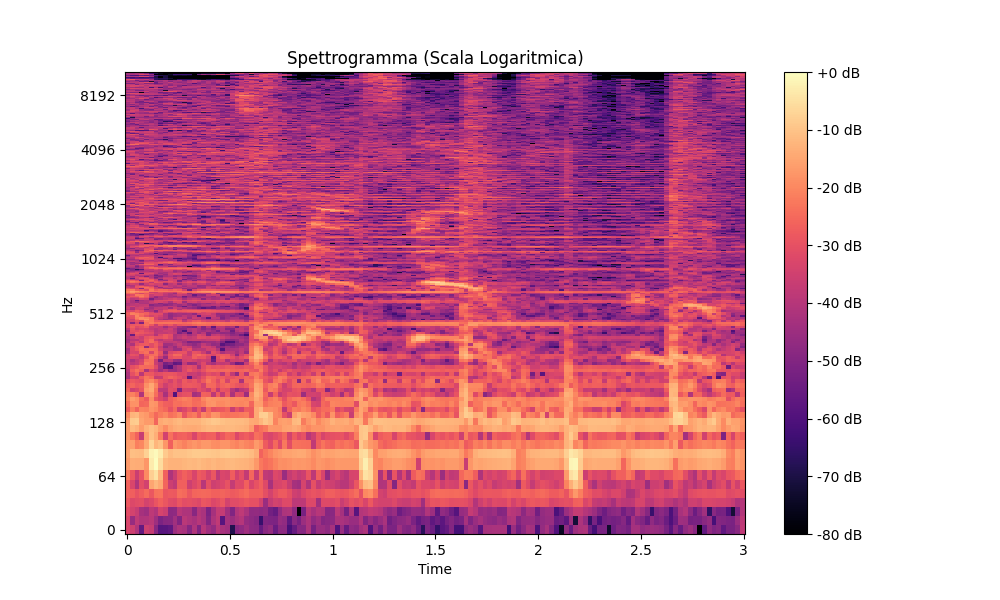 Spettrogramma (Scala Logaritmica)
Hz
8192
4096
2048
1024
512
256
128
64
0
0
0.5
1
1.5
2
2.5
3
Time
+0 dB
-10 dB
-20 dB
-30 dB
-40 dB
-50 dB
-60 dB
-70 dB
-80 dB